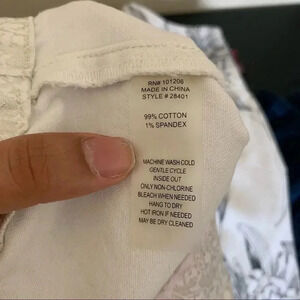 RN# 101206
MADE IN CHINA
STYLE # 28401
99% COTTON
1% SPANDEX
MACHINE WASH COLD
GENTLE CYCLE
INSIDE OUT
ONLY NON-CHLORINE
BLEACH WHEN NEEDED
HANG TO DRY
HOT IRON IF NEEDED
MAY BE DRY CLEANED